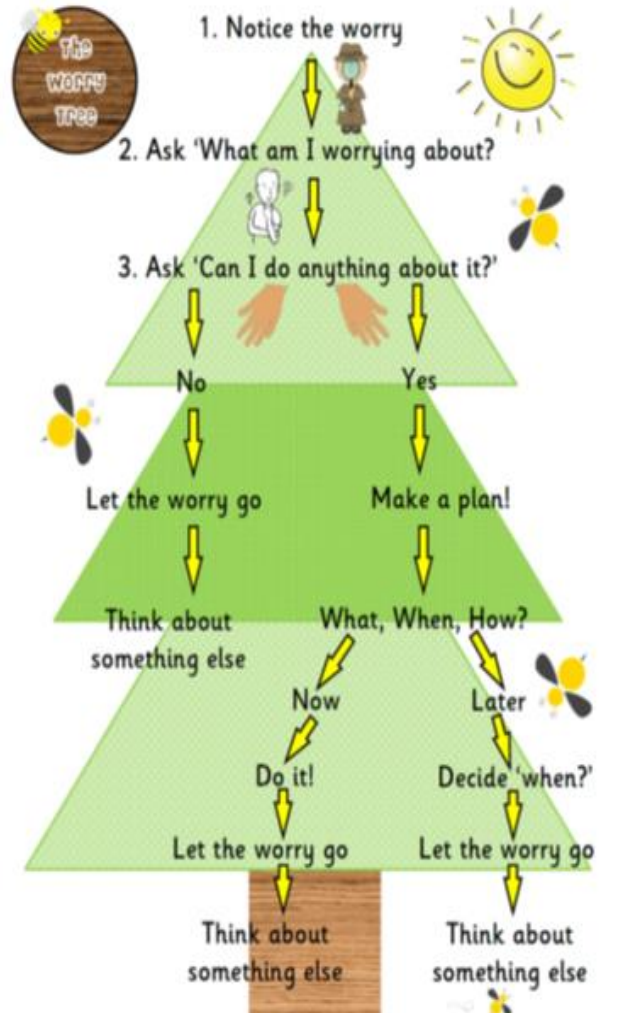 The
Worry
Tree
1. Notice the worry
2. Ask 'What am I worrying about?
3. Ask 'Can I do anything about it?'
No
Yes
Let the worry go
Make a plan!
Think about
something else
What, When, How?
Now
Later
Do it!
Decide 'when?'
Let the worry go
Let the worry go
Think about
something else
Think about
something else